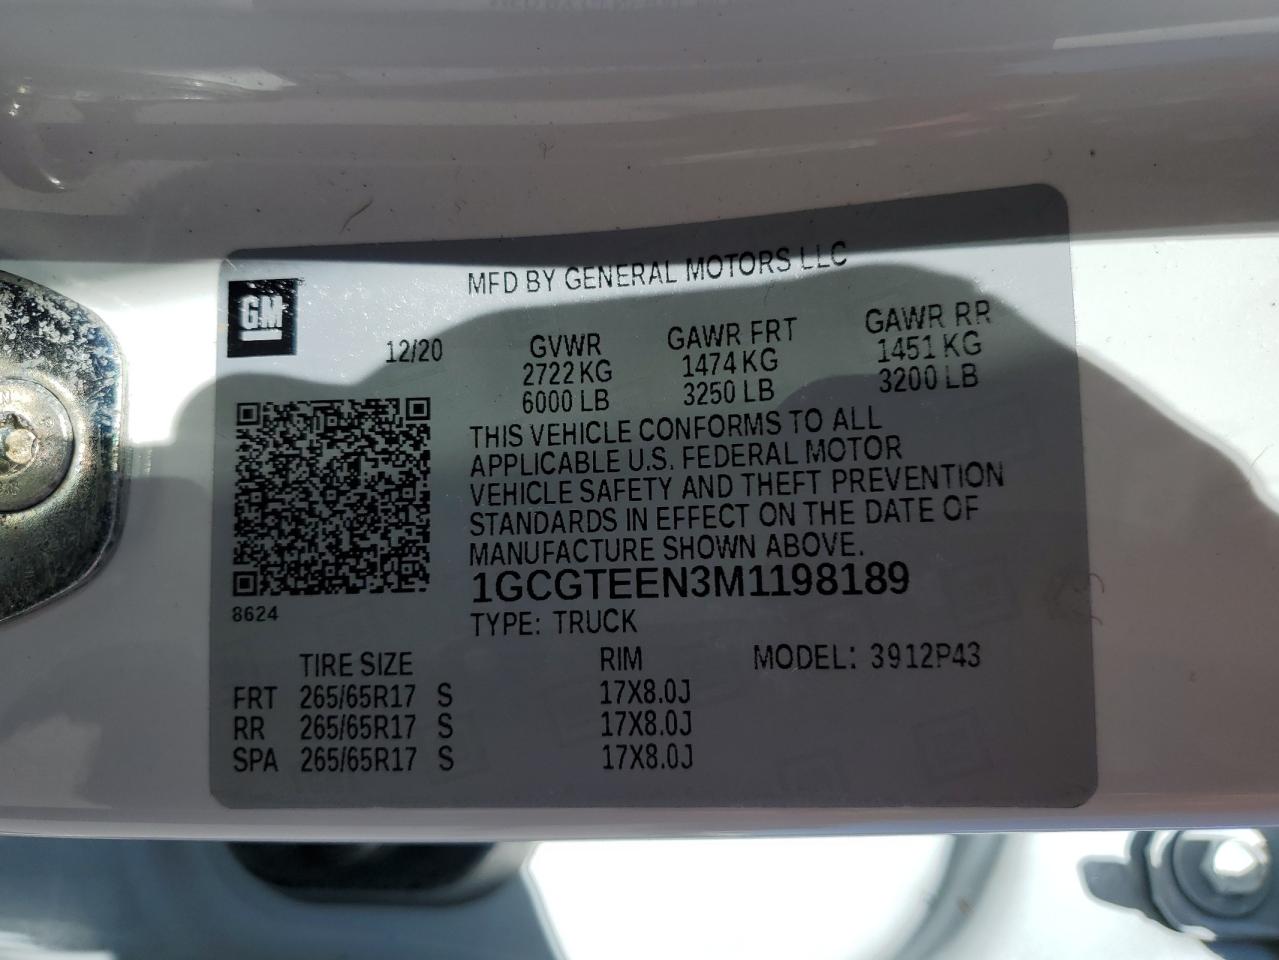 MFD BY GENERAL MOTORS LLC
GM
12/20
GVWR GAWR FRT GAWR RR
2722 KG 1474 KG 1451 KG
6000 LB 3250 LB 3200 LB
THIS VEHICLE CONFORMS TO ALL
APPLICABLE U.S. FEDERAL MOTOR
VEHICLE SAFETY AND THEFT PREVENTION
STANDARDS IN EFFECT ON THE DATE OF
MANUFACTURE SHOWN ABOVE.
1GCGTEEN3M1198189
8624
TYPE: TRUCK
TIRE SIZE RIM MODEL: 3912P43
FRT 265/65R17 S 17X8.0J
RR 265/65R17 S 17X8.0J
SPA 265/65R17 S 17X8.0J